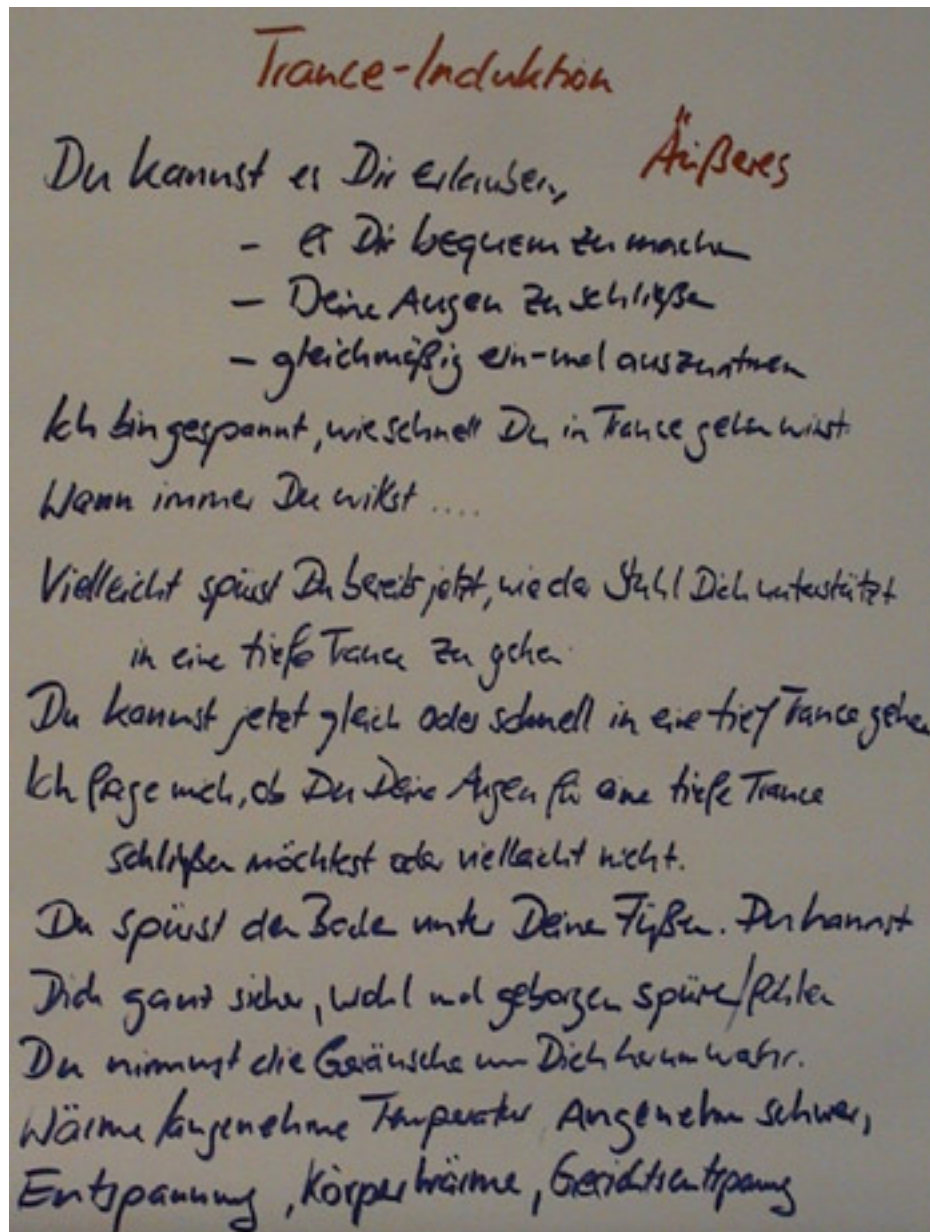 Trance-Induktion
Äußeres
Du kannst es Dir erlauben,
- es Dir bequem zu machen
- Deine Augen zu schließen
- gleichmäßig ein- und auszuatmen
Ich bin gespannt, wie schnell Du in Trance gehen wirst.
Wann immer Du willst ....
Vielleicht spürst Du bereits jetzt, wie der Stuhl Dich unterstützt
in eine tiefe Trance zu gehen.
Du kannst jetzt gleich oder schnell in eine tiefe Trance gehen
Ich frage mich, ob Du Deine Augen für eine tiefe Trance
schließen möchtest oder vielleicht nicht.
Du spürst den Boden unter Deinen Füßen. Du kannst
Dich ganz sicher, wohl und geborgen spüren/fühlen
Du nimmst die Geräusche um Dich herum wahr.
Wärme/angenehme Temperatur, Angenehm schwer,
Entspannung, Körperwärme, Gesichtsentspannung